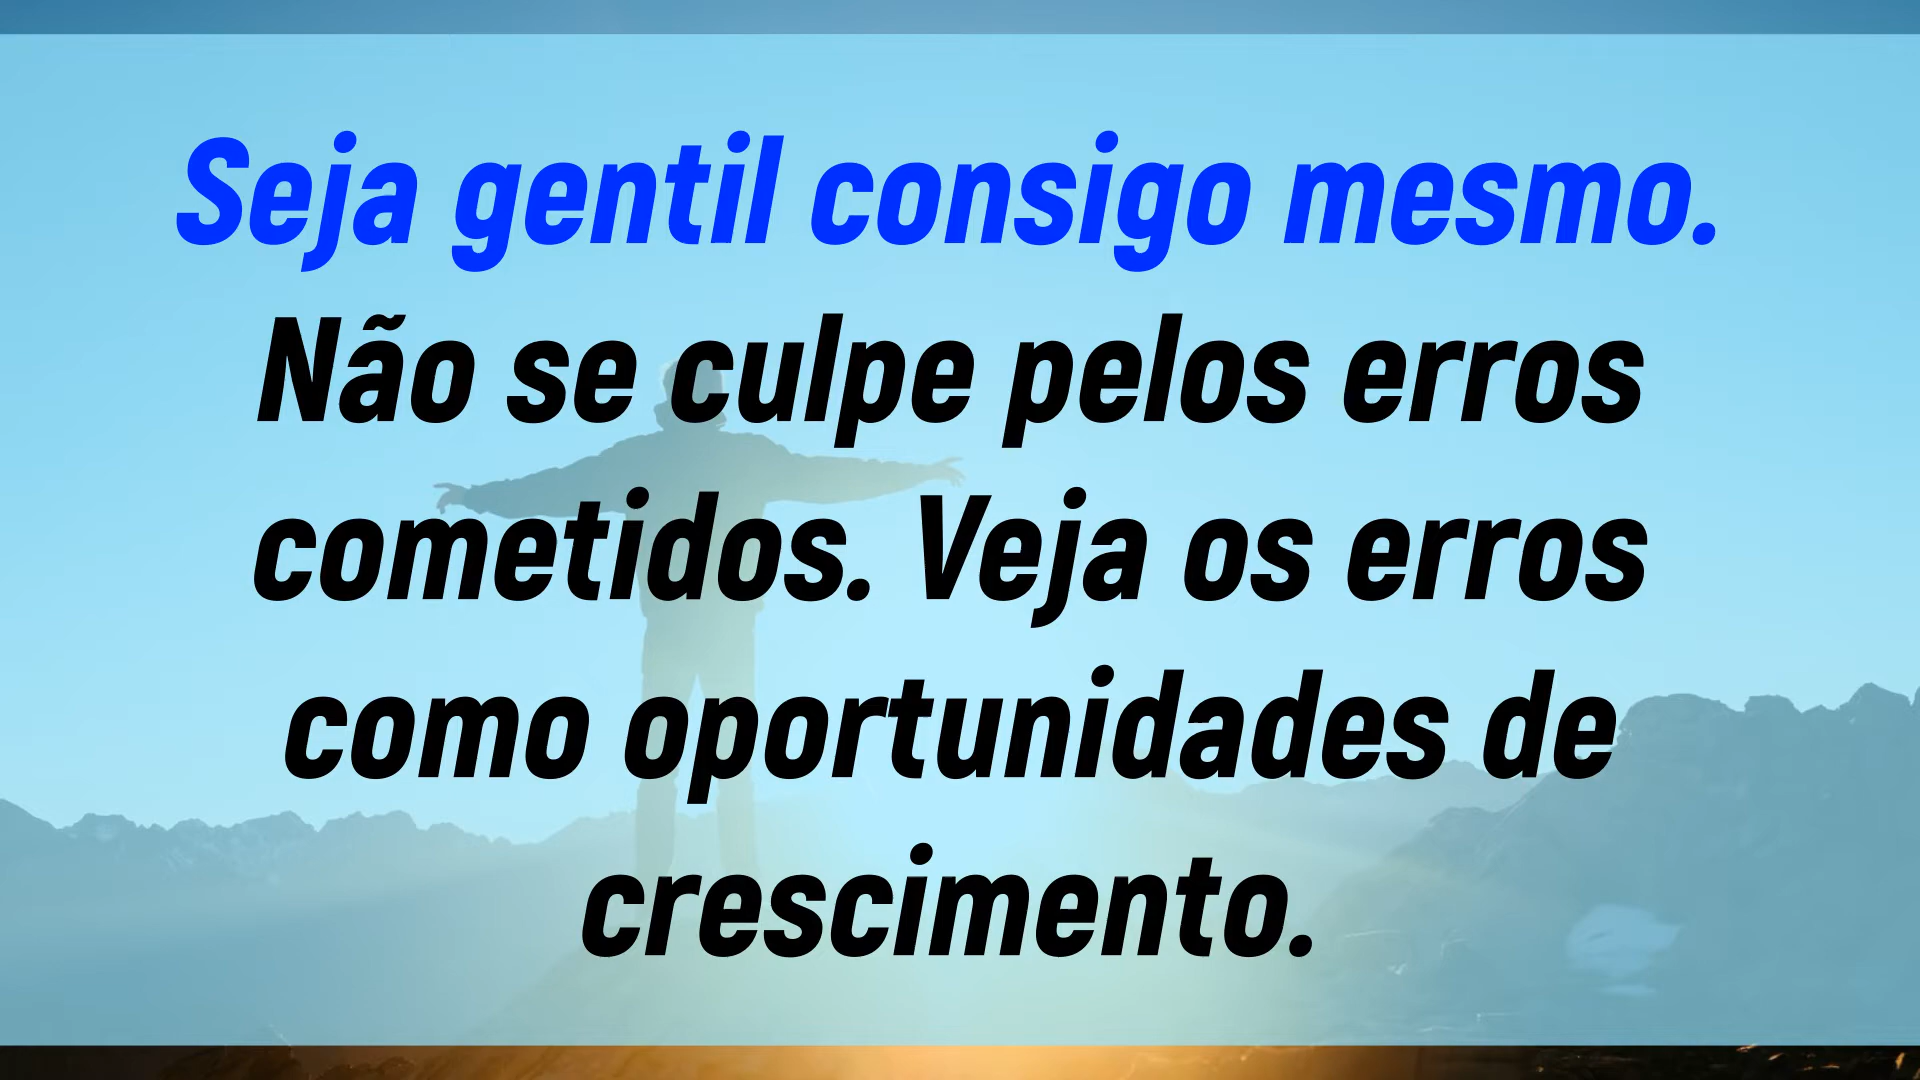 Seja gentil consigo mesmo.
Não se culpe pelos erros
cometidos. Veja os erros
como oportunidades de
crescimento.